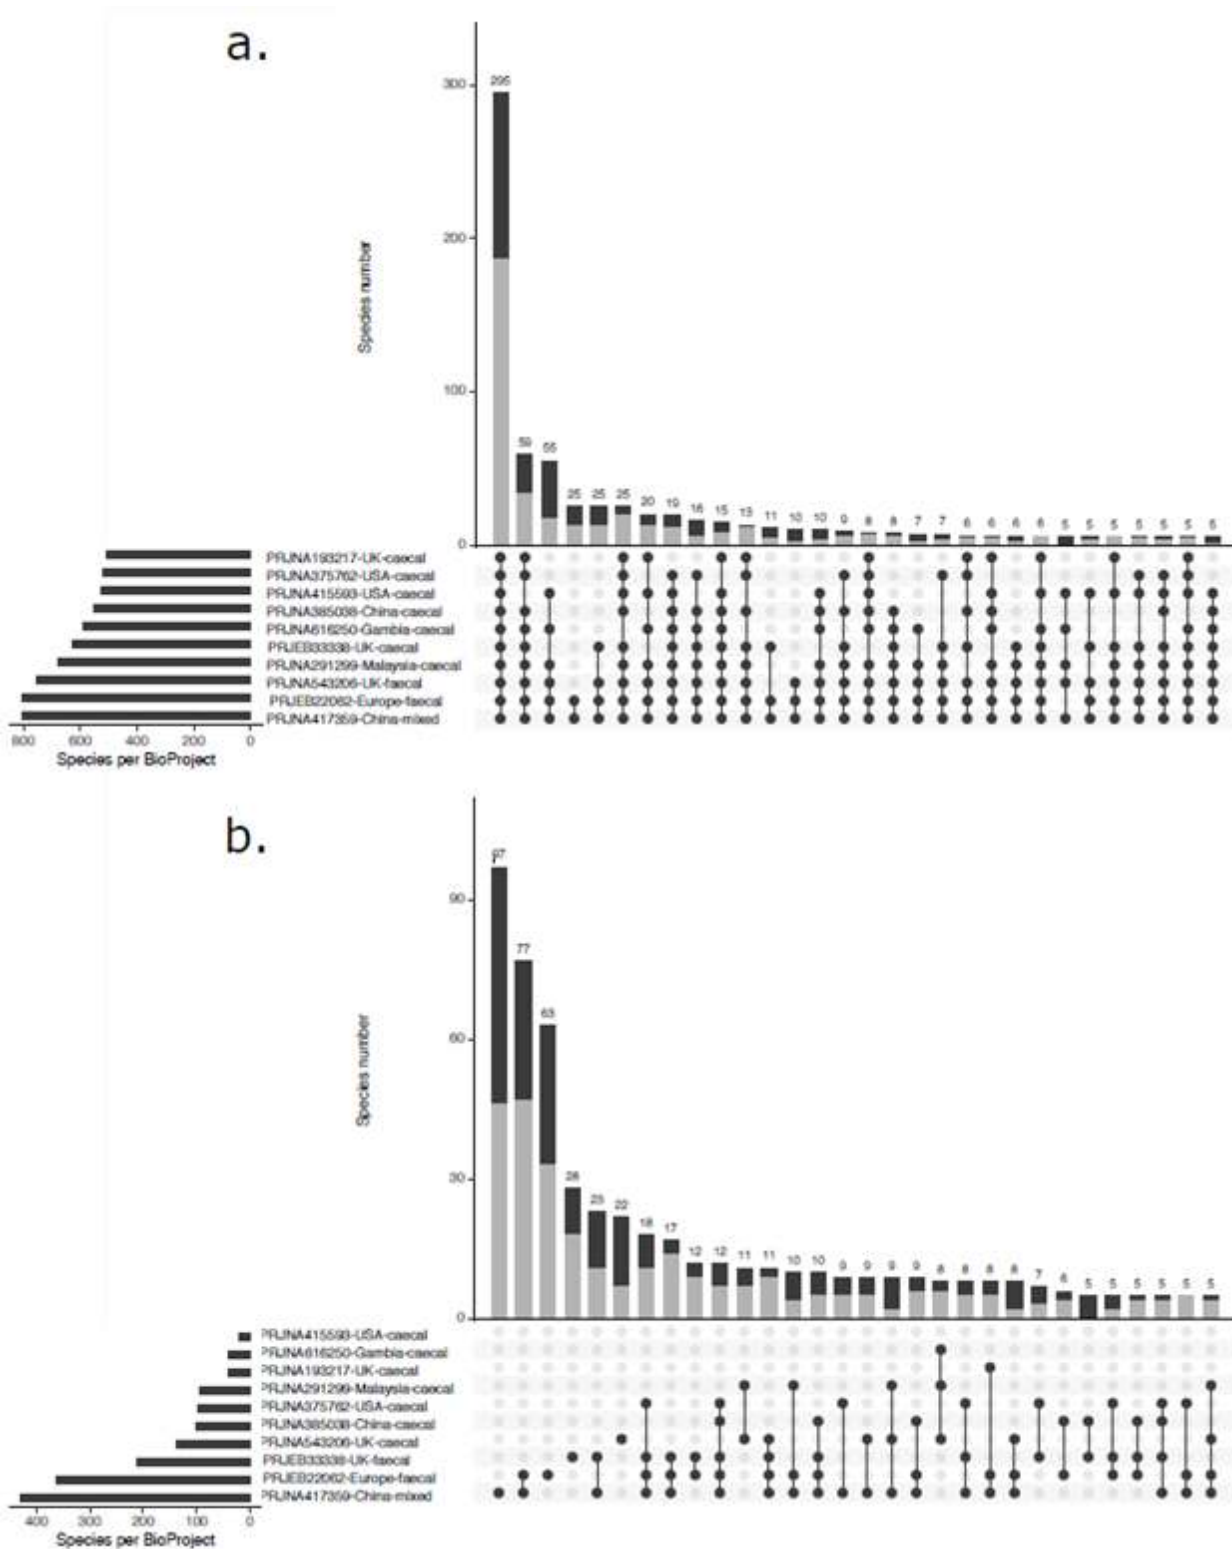 a.
300
295
200
Species number
100
59
55
25 25 25 20 19 16 15 13 11 10 10 9 8 8 7 7 6 6 6 6 5 5 5 5 5 5 5
0
PRJNA193217-UK-caecal
PRJNA375762-USA-caecal
PRJNA415593-USA-caecal
PRJNA385038-China-caecal
PRJNA616250-Gambia-caecal
PRJEB33338-UK-caecal
PRJNA291299-Malaysia-caecal
PRJNA543206-UK-faecal
PRJEB22062-Europe-faecal
PRJNA417359-China-mixed
800 600 400 200 0
Species per BioProject
b.
97
90
77
63
60
Species number
30
28
23 22 18 17 12 12 11 11 10 10 9 9 9 9 8 8 8 8 7 6 5 5 5 5 5 5
0
PRJNA415593-USA-caecal
PRJNA616250-Gambia-caecal
PRJNA193217-UK-caecal
PRJNA291299-Malaysia-caecal
PRJNA375762-USA-caecal
PRJNA385038-China-caecal
PRJNA543206-UK-caecal
PRJEB33338-UK-faecal
PRJEB22062-Europe-faecal
PRJNA417359-China-mixed
400 300 200 100 0
Species per BioProject